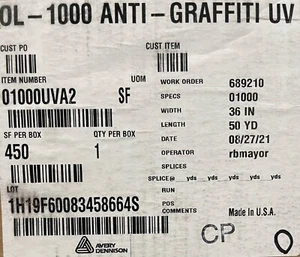 OL-1000 ANTI-GRAFFITI UV
CUST PO
CUST ITEM
ITEM NUMBER UOM
01000UVA2 SF
WORK ORDER 689210
SPECS 01000
WIDTH 36 IN
LENGTH 50 YD
SF PER BOX QTY PER BOX
450 1
DATE 08/27/21
OPERATOR rbmayor
SPLICES
SPLICE@ yds yds yds yds
LOT
1H19F60083458664S
RUN
POS
COMMENTS Made in U.S.A.
AVERY
DENNISON
CP O